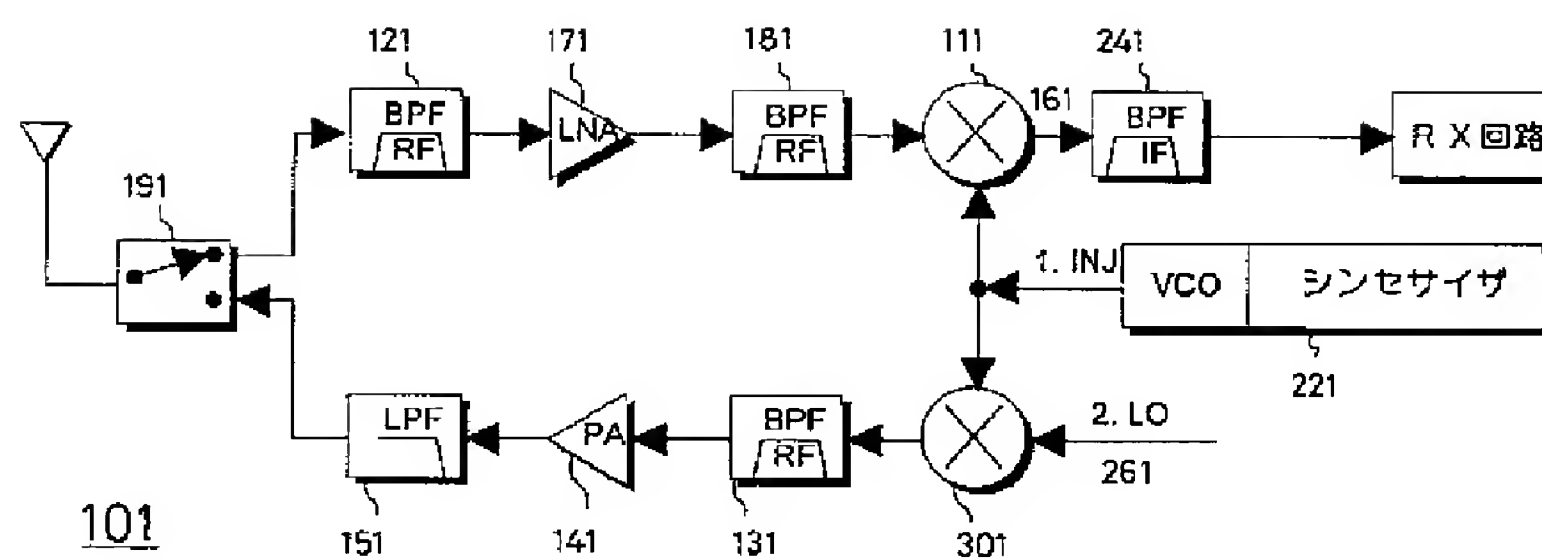 121
171
181
111
241
BPF
RF
LNA
BPF
RF
161
BPF
IF
RX回路
191
1. INJ
VCO
シンセサイザ
221
LPF
PA
BPF
RF
2. LO
261
101
151
141
131
301